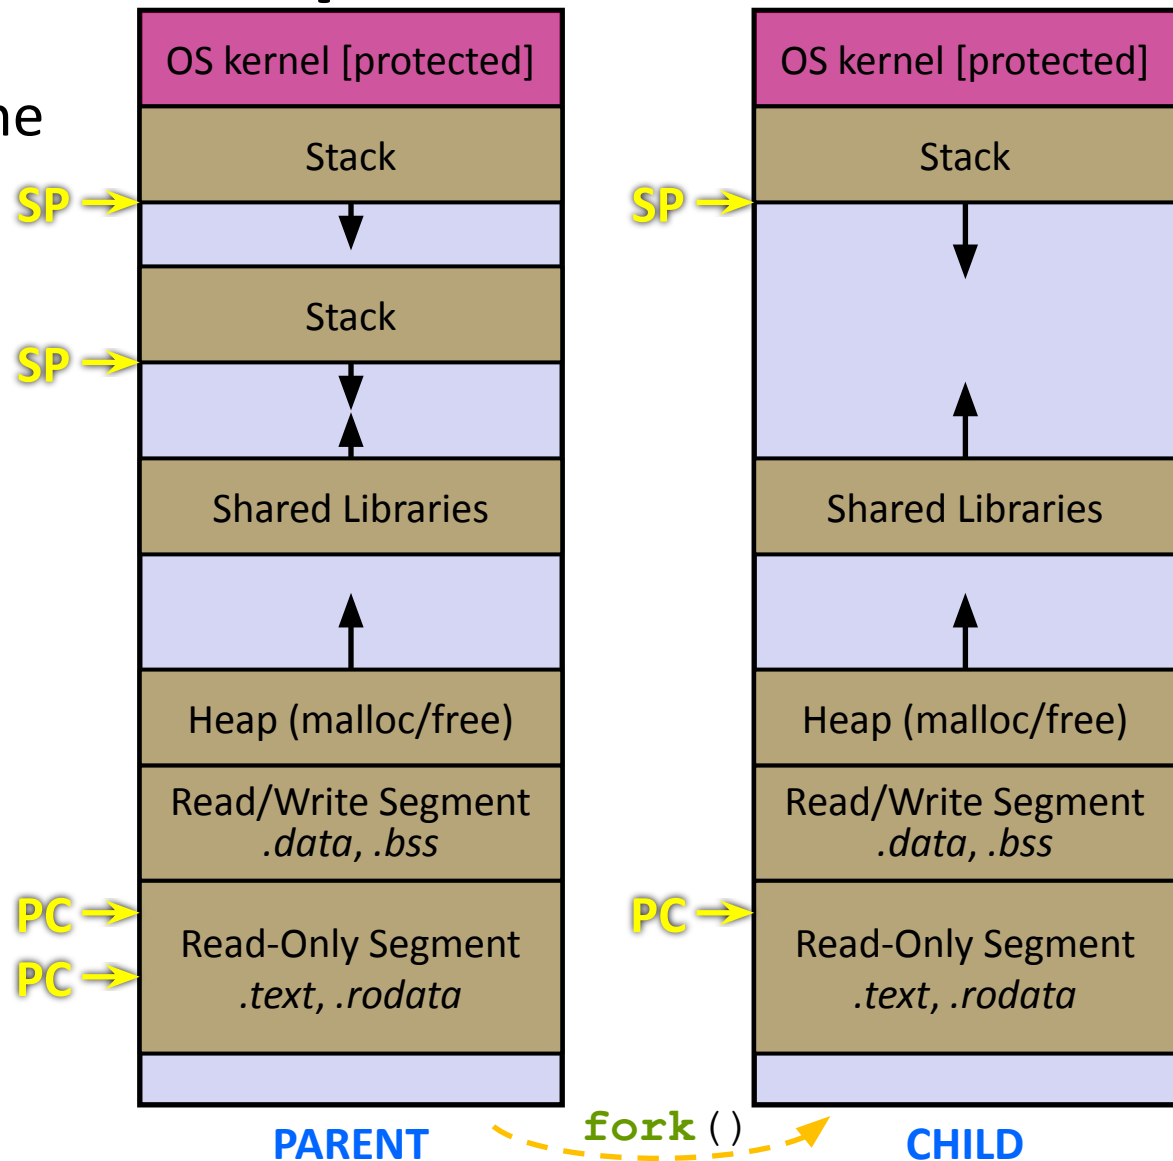 OS kernel [protected]
Stack
SP
Stack
SP
Shared Libraries
Heap (malloc/free)
Read/Write Segment
.data, .bss
PC
Read-Only Segment
PC
.text, .rodata
PARENT
fork()
OS kernel [protected]
Stack
SP
Shared Libraries
Heap (malloc/free)
Read/Write Segment
.data, .bss
PC
Read-Only Segment
.text, .rodata
CHILD